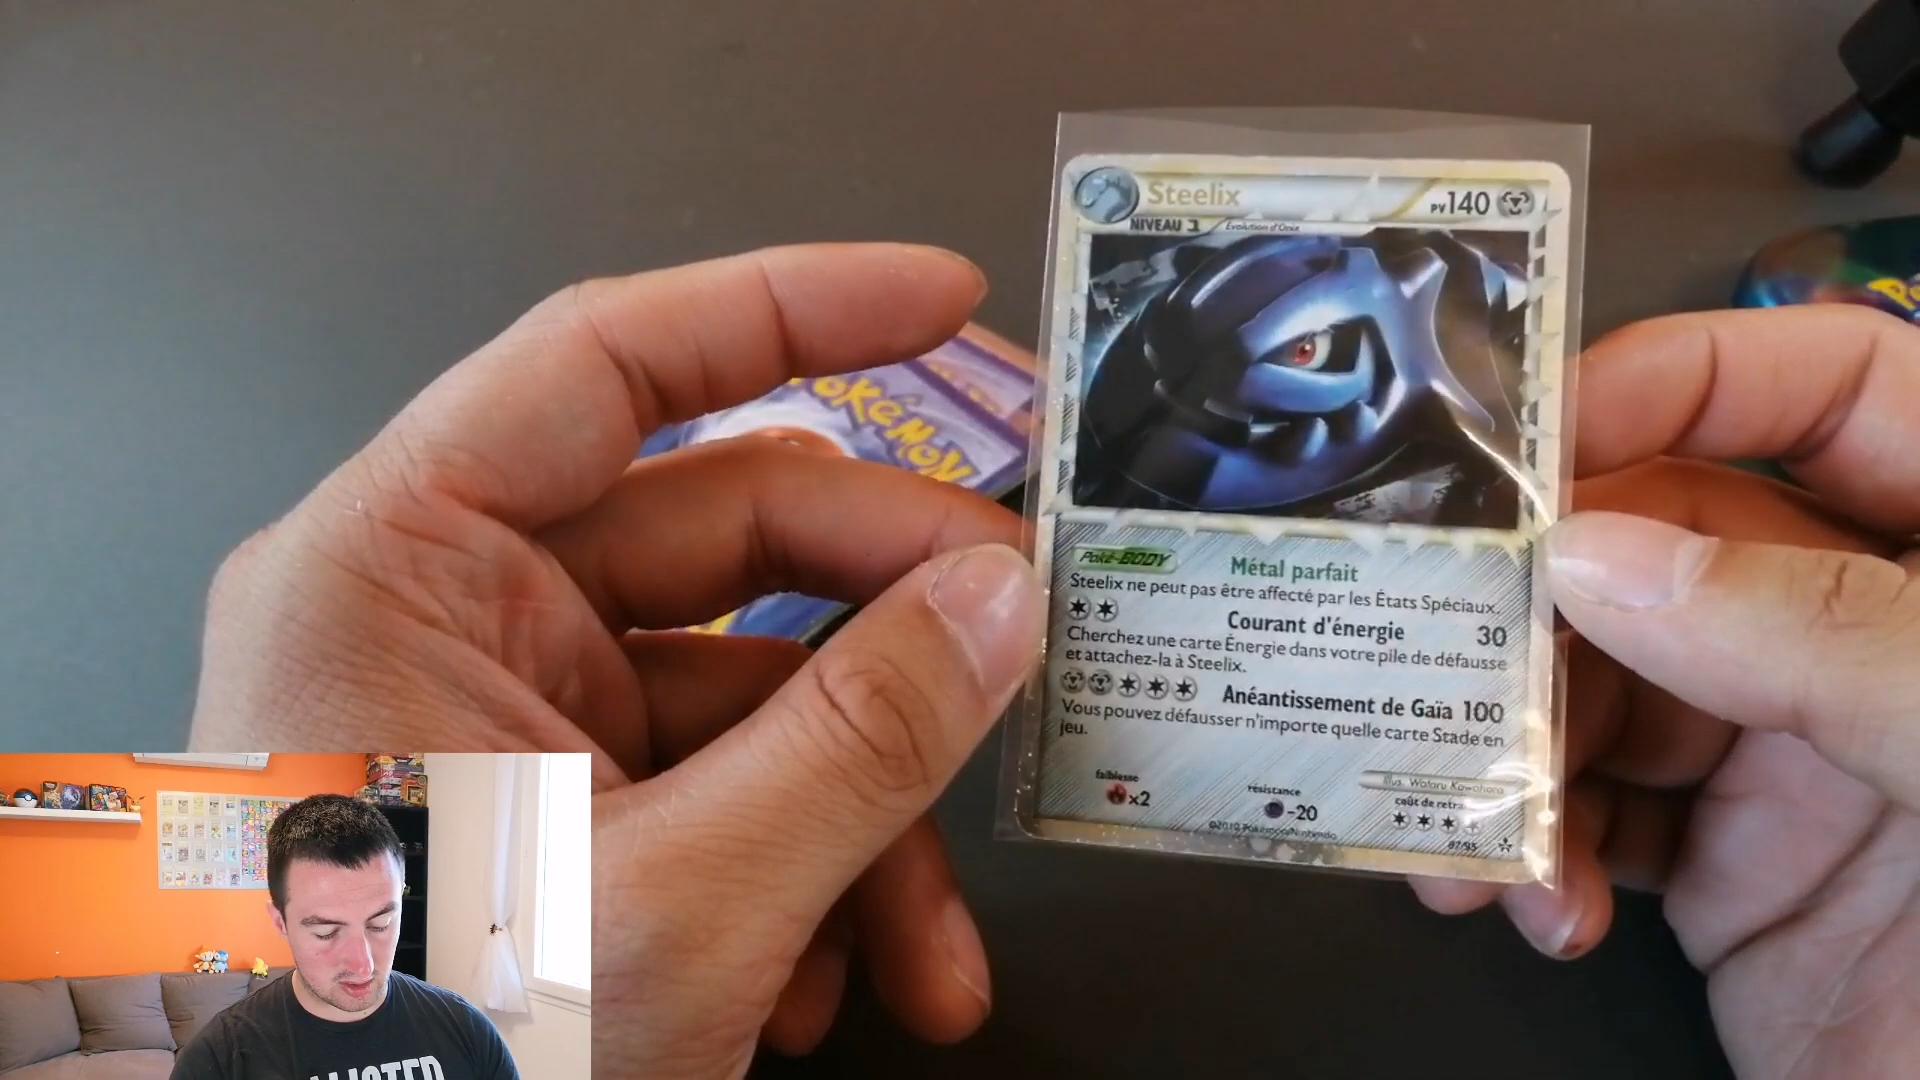 Steelix
PV140
NIVEAU 1
Évolution d'Onix
Poké-BODY
Métal parfait
Steelix ne peut pas être affecté par les États Spéciaux.
Courant d'énergie 30
Cherchez une carte Énergie dans votre pile de défausse
et attachez-la à Steelix.
Anéantissement de Gaïa 100
Vous pouvez défausser n'importe quelle carte Stade en
jeu.
faiblesse
x2
résistance
-20
Illus. Wataru Kawahara
coût de retra
©2010 Pokémon/Nintendo
87/95
POKéMON